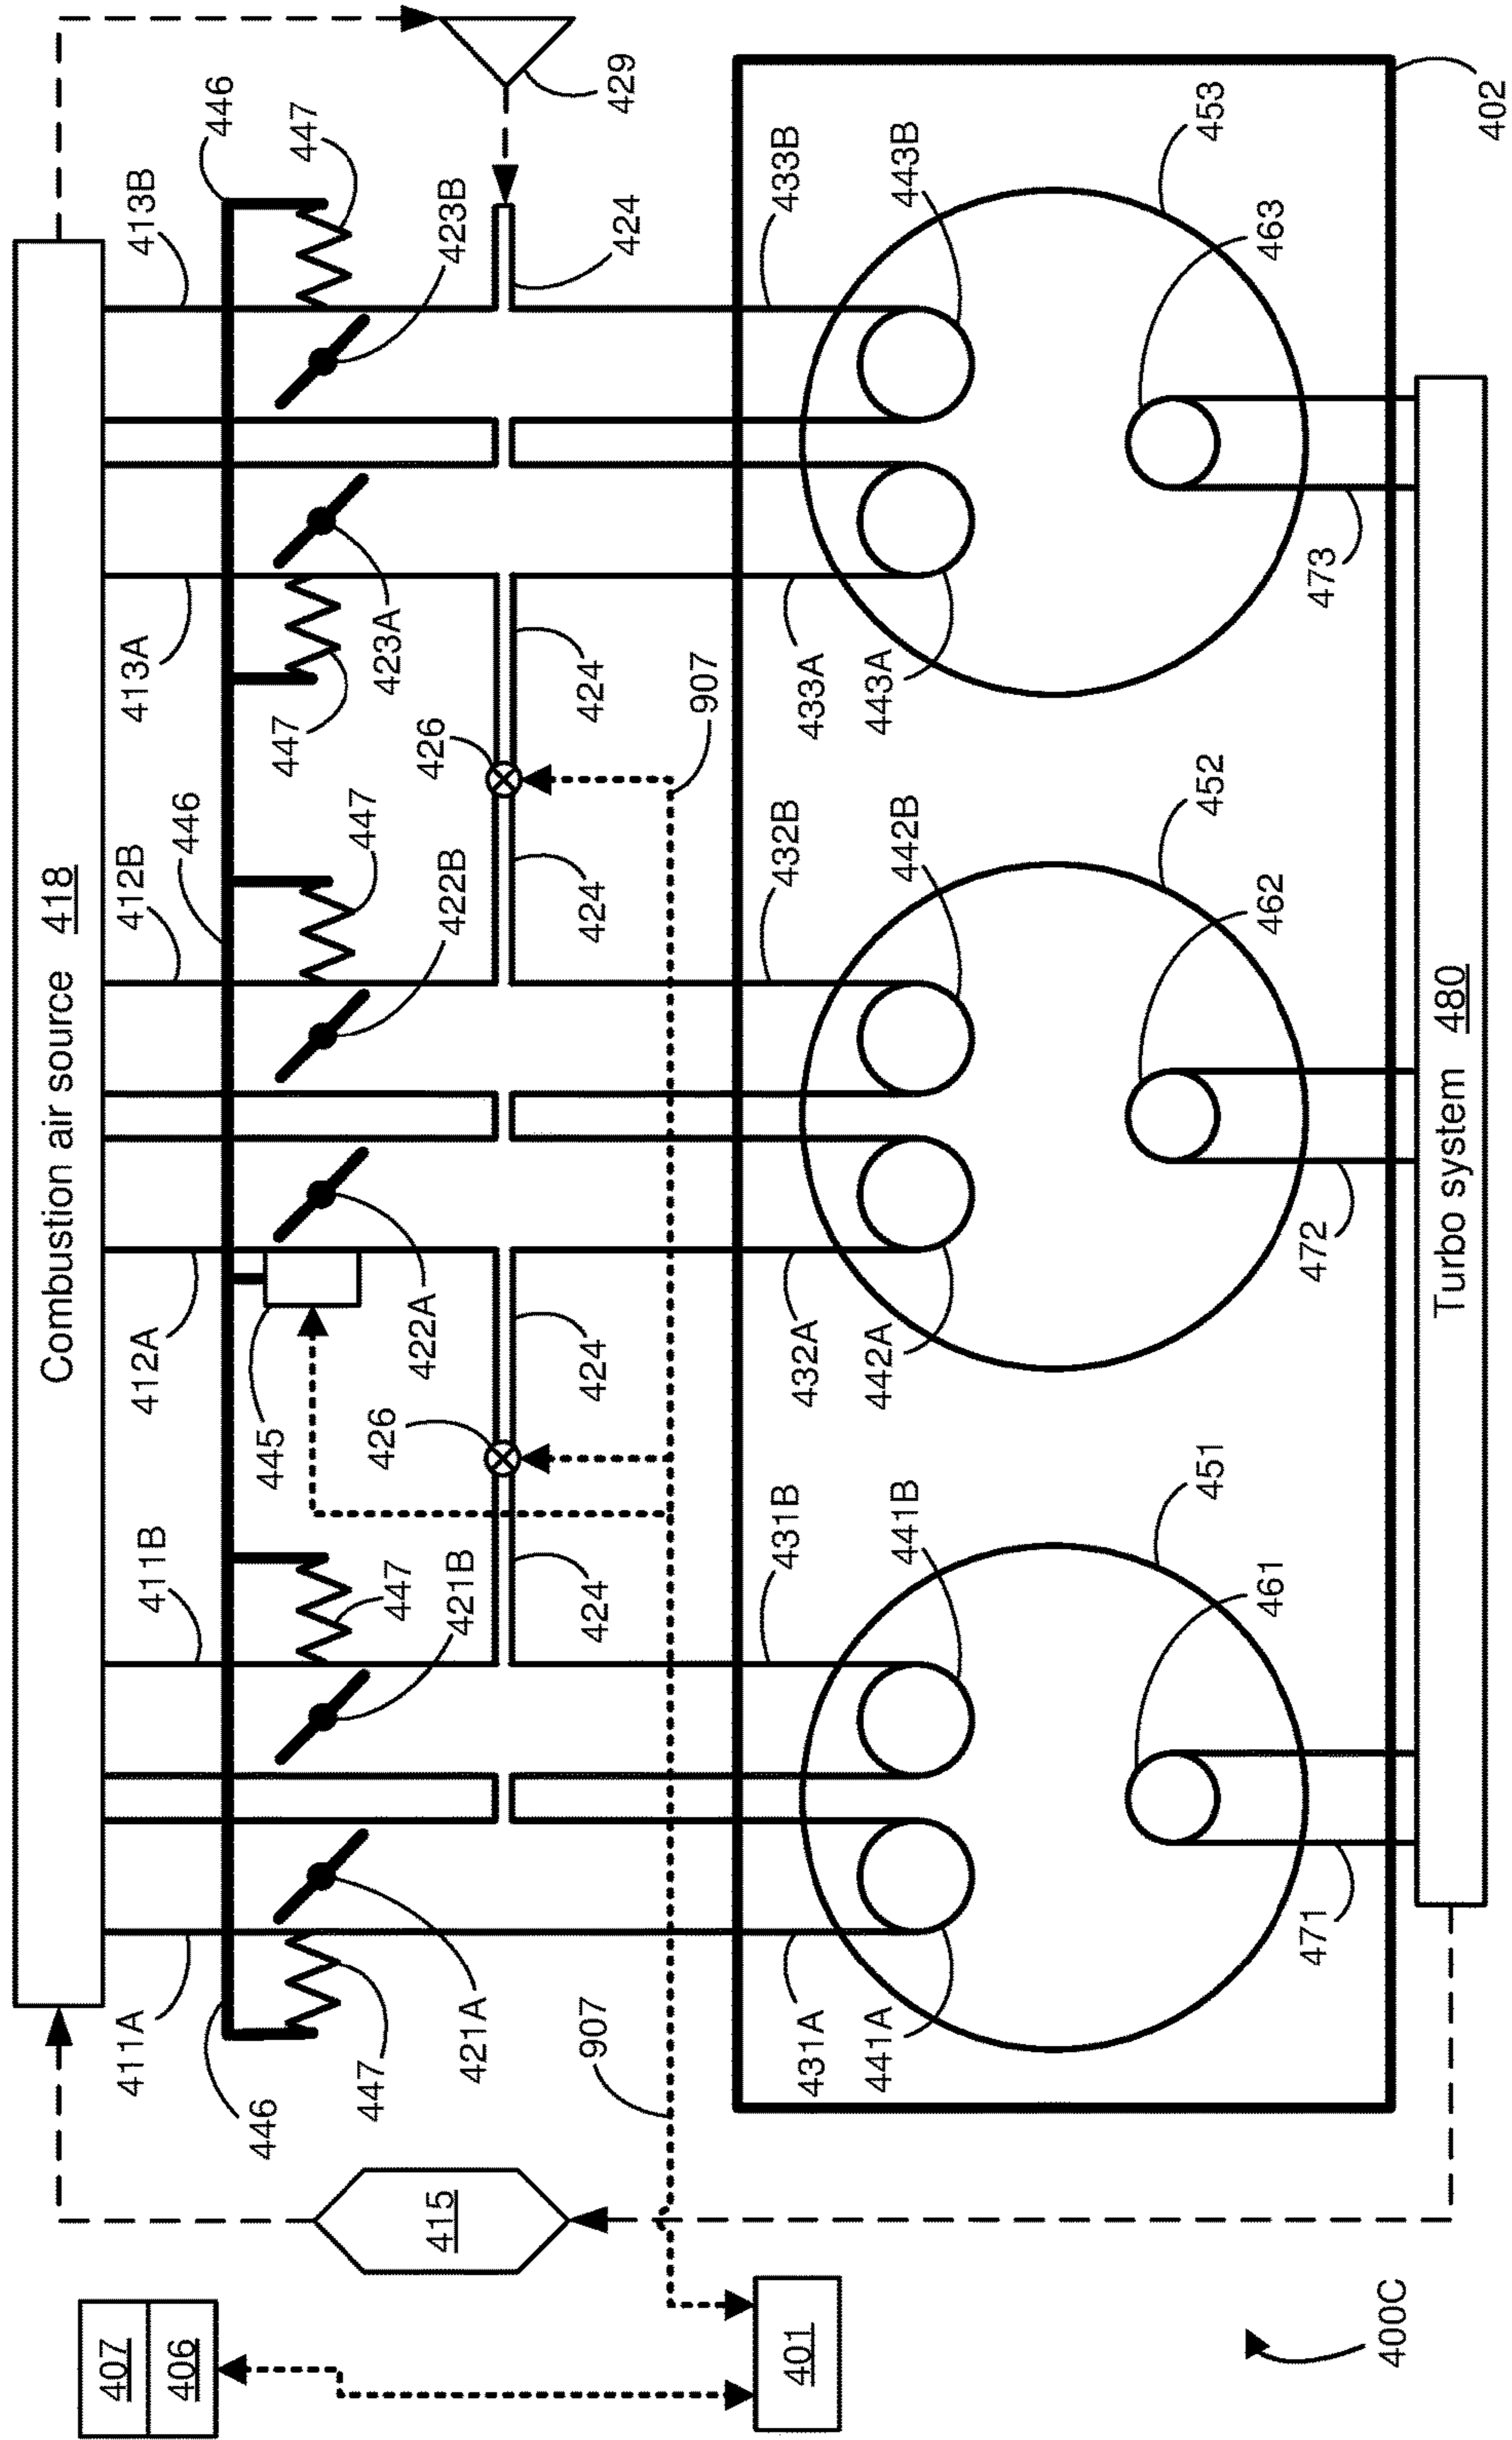 Combustion air source 418
411A
411B
412A
412B
413A
413B
446
446
446
447
447
447
447
447
445
421A
421B
422A
422B
423A
423B
426
426
424
424
424
424
424
429
907
907
431A
431B
432A
432B
433A
433B
441A
441B
442A
442B
443A
443B
451
452
453
461
462
463
471
472
473
402
Turbo system 480
415
407
406
401
400C